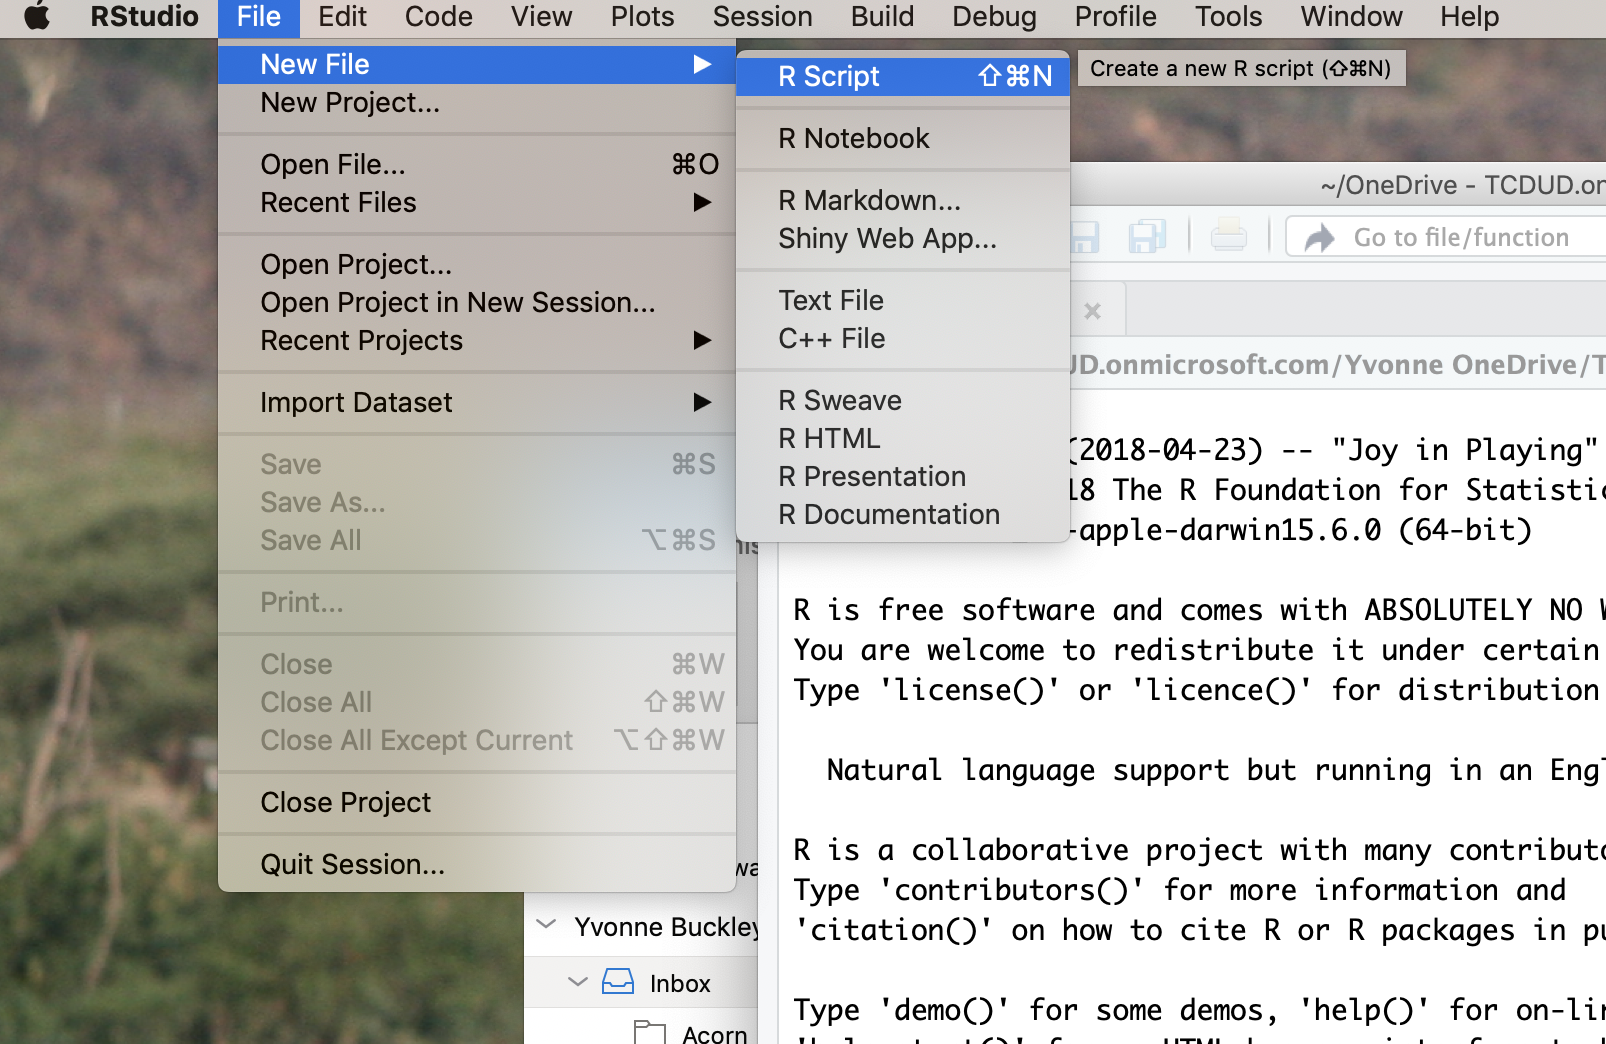 RStudio File Edit Code View Plots Session Build Debug Profile Tools Window Help
New File
New Project...
Open File... ⌘O
Recent Files
Open Project...
Open Project in New Session...
Recent Projects
Import Dataset
Save ⌘S
Save As...
Save All ⌥⌘S
Print...
Close ⌘W
Close All ⇧⌘W
Close All Except Current ⌥⇧⌘W
Close Project
Quit Session...
R Script ⇧⌘N
R Notebook
R Markdown...
Shiny Web App...
Text File
C++ File
R Sweave
R HTML
R Presentation
R Documentation
Create a new R script (⇧⌘N)
~/OneDrive - TCDUD.on
Go to file/function
UD.onmicrosoft.com/Yvonne OneDrive/T
(2018-04-23) -- "Joy in Playing"
18 The R Foundation for Statistic
-apple-darwin15.6.0 (64-bit)
R is free software and comes with ABSOLUTELY NO W
You are welcome to redistribute it under certain
Type 'license()' or 'licence()' for distribution
Natural language support but running in an Engl
R is a collaborative project with many contributo
Type 'contributors()' for more information and
'citation()' on how to cite R or R packages in pu
Type 'demo()' for some demos, 'help()' for on-lin
Yvonne Buckley
Inbox
Acorn